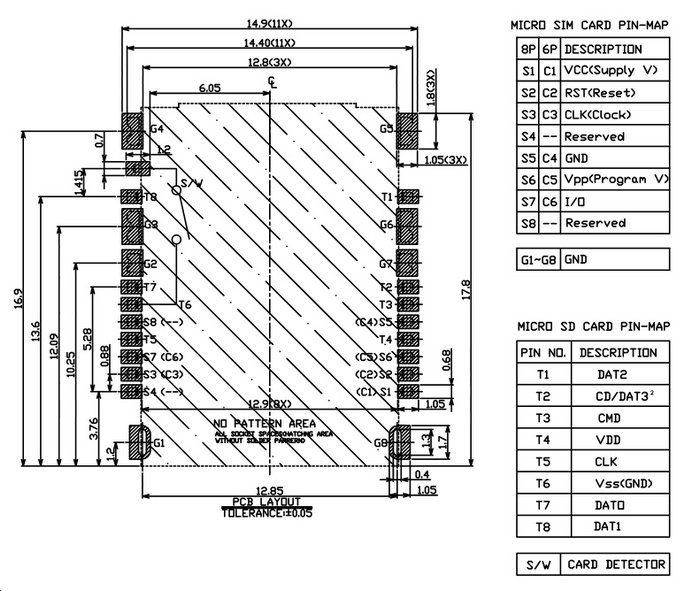 14.9(11X)
14.40(11X)
12.8(3X)
C L
6.05
1.8(3X)
G4
G5
0.7
1.2
1.05(3X)
1.415
S/W
T8
T1
G3
G6
G2
G7
T7
T2
T6
T3
S8 (--)
(C4)S5
T5
T4
S7 (C6)
(C5)S6
S3 (C3)
(C2)S2
S4 (--)
(C1) S1
16.9
13.6
12.09
10.25
5.28
0.88
3.76
1.2
17.8
0.68
1.05
12.9(8X)
NO PATTERN AREA
WITHOUT SOLDER
G1
G8
1.3
1.7
0.4
1.05
12.85
PCB LAYOUT
TOLERANCE:±0.05
MICRO SIM CARD PIN-MAP
8P 6P DESCRIPTION
S1 C1 VCC(Supply V)
S2 C2 RST(Reset)
S3 C3 CLK(Clock)
S4 -- Reserved
S5 C4 GND
S6 C5 Vpp(Program V)
S7 C6 I/O
S8 -- Reserved
G1~G8 GND
MICRO SD CARD PIN-MAP
PIN NO. DESCRIPTION
T1 DAT2
T2 CD/DAT3²
T3 CMD
T4 VDD
T5 CLK
T6 Vss(GND)
T7 DAT0
T8 DAT1
S/W CARD DETECTOR